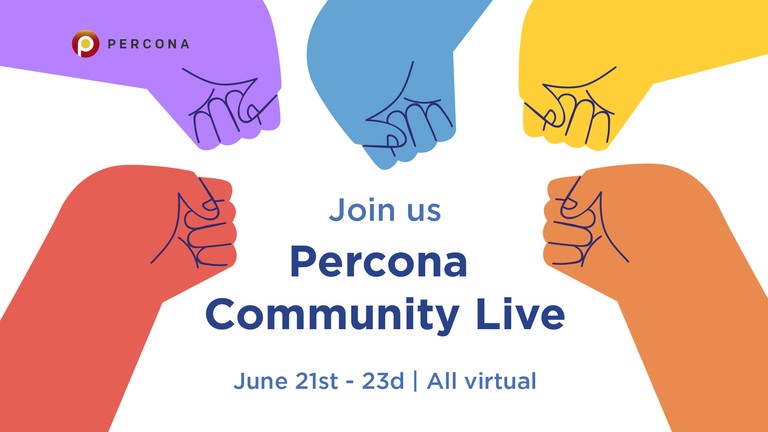 PERCONA
Join us
Percona
Community Live
June 21st - 23d | All virtual